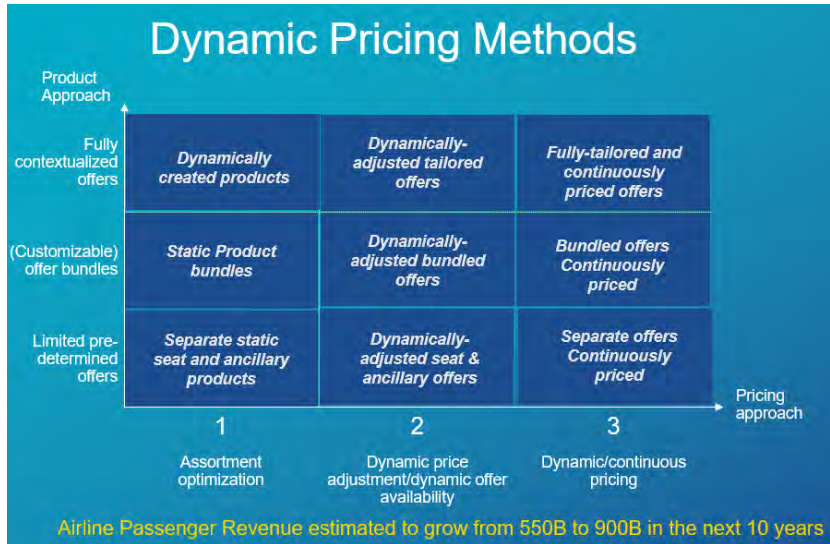 Dynamic Pricing Methods
Product
Approach
Fully
contextualized
offers
Dynamically
created products
Dynamically-
adjusted tailored
offers
Fully-tailored and
continuously
priced offers
(Customizable)
offer bundles
Static Product
bundles
Dynamically-
adjusted bundled
offers
Bundled offers
Continuously
priced
Limited pre-
determined
offers
Separate static
seat and ancillary
products
Dynamically-
adjusted seat &
ancillary offers
Separate offers
Continuously
priced
Pricing
approach
1
2
3
Assortment
optimization
Dynamic price
adjustment/dynamic offer
availability
Dynamic/continuous
pricing
Airline Passenger Revenue estimated to grow from 550B to 900B in the next 10 years